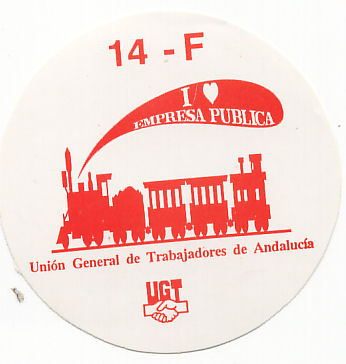 14 - F
I ♥
EMPRESA PUBLICA
Unión General de Trabajadores de Andalucía
UGT